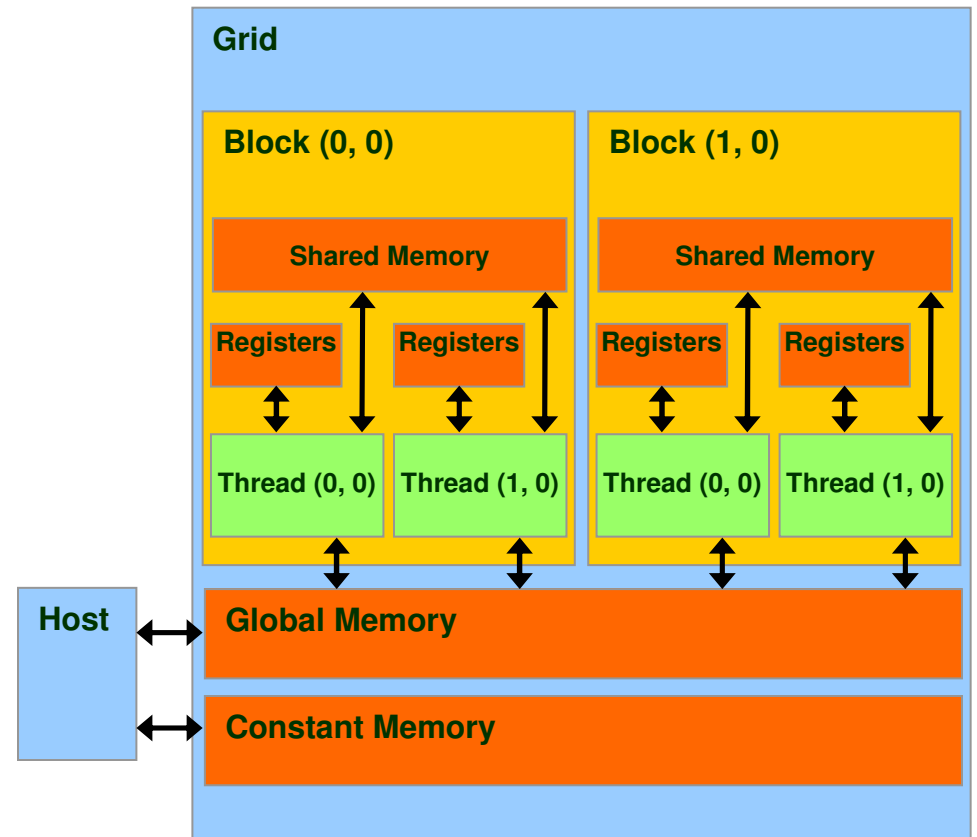 Grid
Block (0, 0)
Block (1, 0)
Shared Memory
Shared Memory
Registers
Registers
Registers
Registers
Thread (0, 0)
Thread (1, 0)
Thread (0, 0)
Thread (1, 0)
Host
Global Memory
Constant Memory